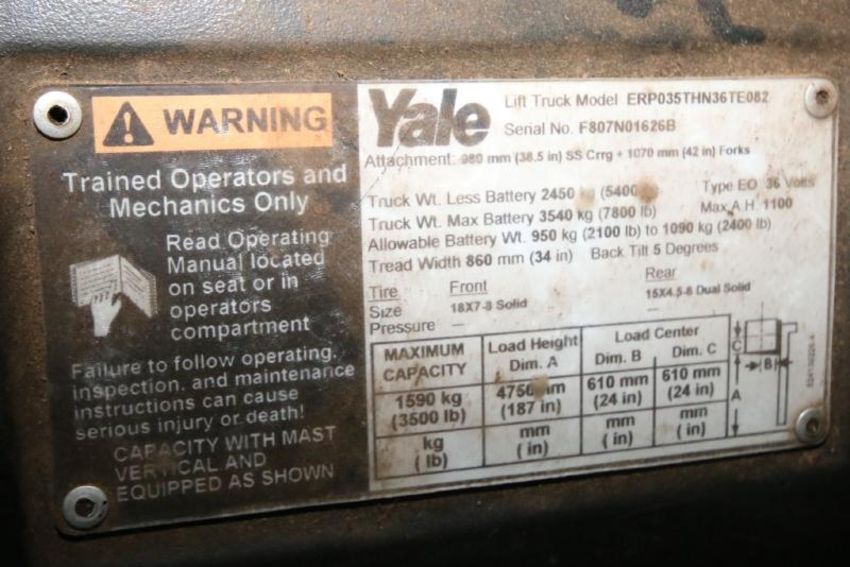 WARNING
Trained Operators and
Mechanics Only
Read Operating
Manual located
on seat or in
operators
compartment
Failure to follow operating,
inspection, and maintenance
instructions can cause
serious injury or death!
CAPACITY WITH MAST
VERTICAL AND
EQUIPPED AS SHOWN
Yale
Lift Truck Model ERP035THN36TE082
Serial No. F807N01626B
Attachment: 980 mm (38.5 in) SS Crrg + 1070 mm (42 in) Forks
Truck Wt. Less Battery 2450 (5400 Type EO 36 Volts
Truck Wt. Max Battery 3540 kg (7800 lb) Max A.H. 1100
Allowable Battery Wt. 950 kg (2100 lb) to 1090 kg (2400 lb)
Tread Width 860 mm (34 in) Back Tilt 5 Degrees
Tire Front Rear
Size 18X7-8 Solid 15X4.5-8 Dual Solid
Pressure — —
MAXIMUM CAPACITY
Load Height Dim. A
Load Center
Dim. B Dim. C
1590 kg (3500 lb)
4750 mm (187 in)
610 mm (24 in)
610 mm (24 in)
kg (lb)
mm (in)
mm (in)
mm (in)
C
B
A